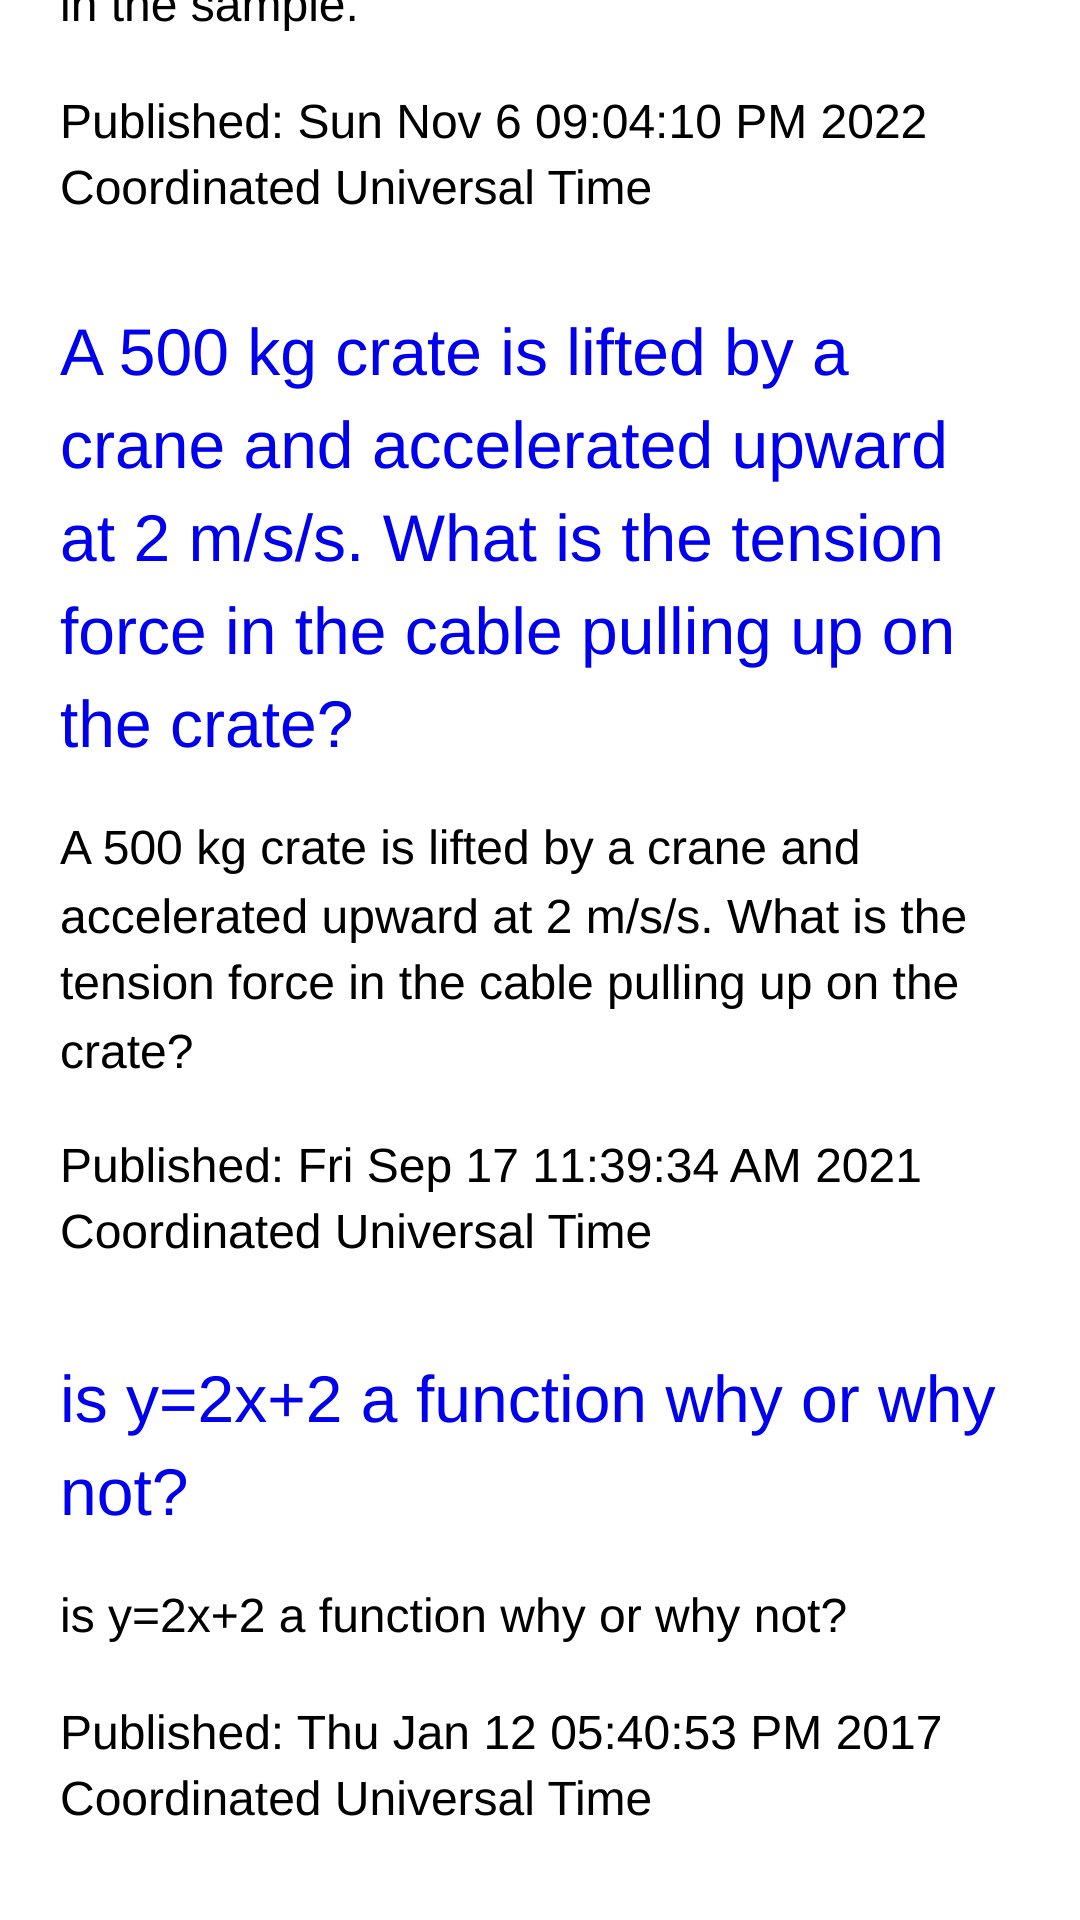 in the sample.
Published: Sun Nov 6 09:04:10 PM 2022
Coordinated Universal Time
A 500 kg crate is lifted by a
crane and accelerated upward
at 2 m/s/s. What is the tension
force in the cable pulling up on
the crate?
A 500 kg crate is lifted by a crane and
accelerated upward at 2 m/s/s. What is the
tension force in the cable pulling up on the
crate?
Published: Fri Sep 17 11:39:34 AM 2021
Coordinated Universal Time
is y=2x+2 a function why or why
not?
is y=2x+2 a function why or why not?
Published: Thu Jan 12 05:40:53 PM 2017
Coordinated Universal Time